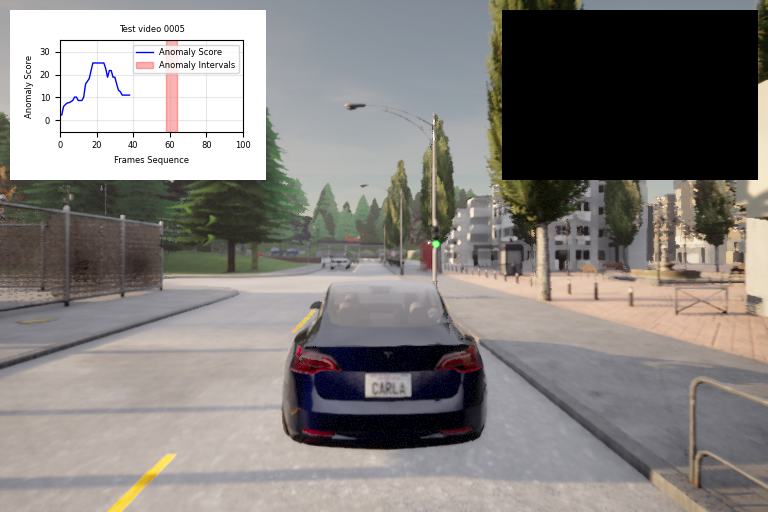 Test video 0005
Anomaly Score
Anomaly Intervals
Anomaly Score
30
20
10
0
0 20 40 60 80 100
Frames Sequence
CARLA